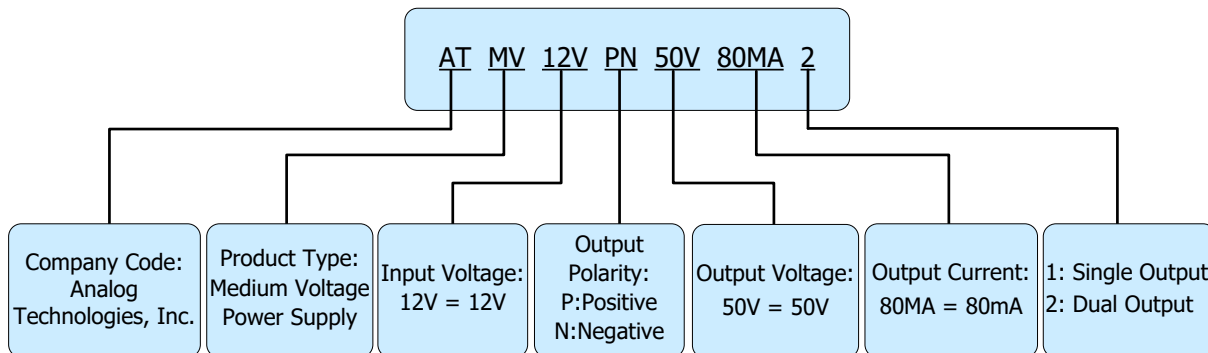 AT MV 12V PN 50V 80MA 2
Company Code:
Analog
Technologies, Inc.
Product Type:
Medium Voltage
Power Supply
Input Voltage:
12V = 12V
Output
Polarity:
P:Positive
N:Negative
Output Voltage:
50V = 50V
Output Current:
80MA = 80mA
1: Single Output
2: Dual Output